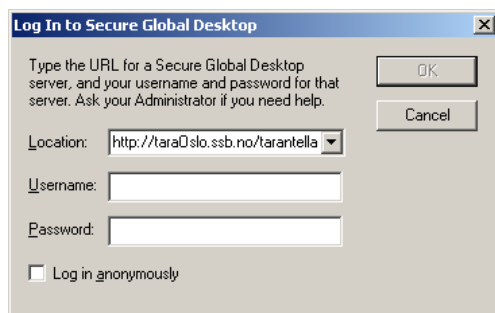 Log In to Secure Global Desktop
Type the URL for a Secure Global Desktop
server, and your username and password for that
server. Ask your Administrator if you need help.
OK
Cancel
Location: http://taraOslo.ssb.no/tarantella
Username:
Password:
Log in anonymously